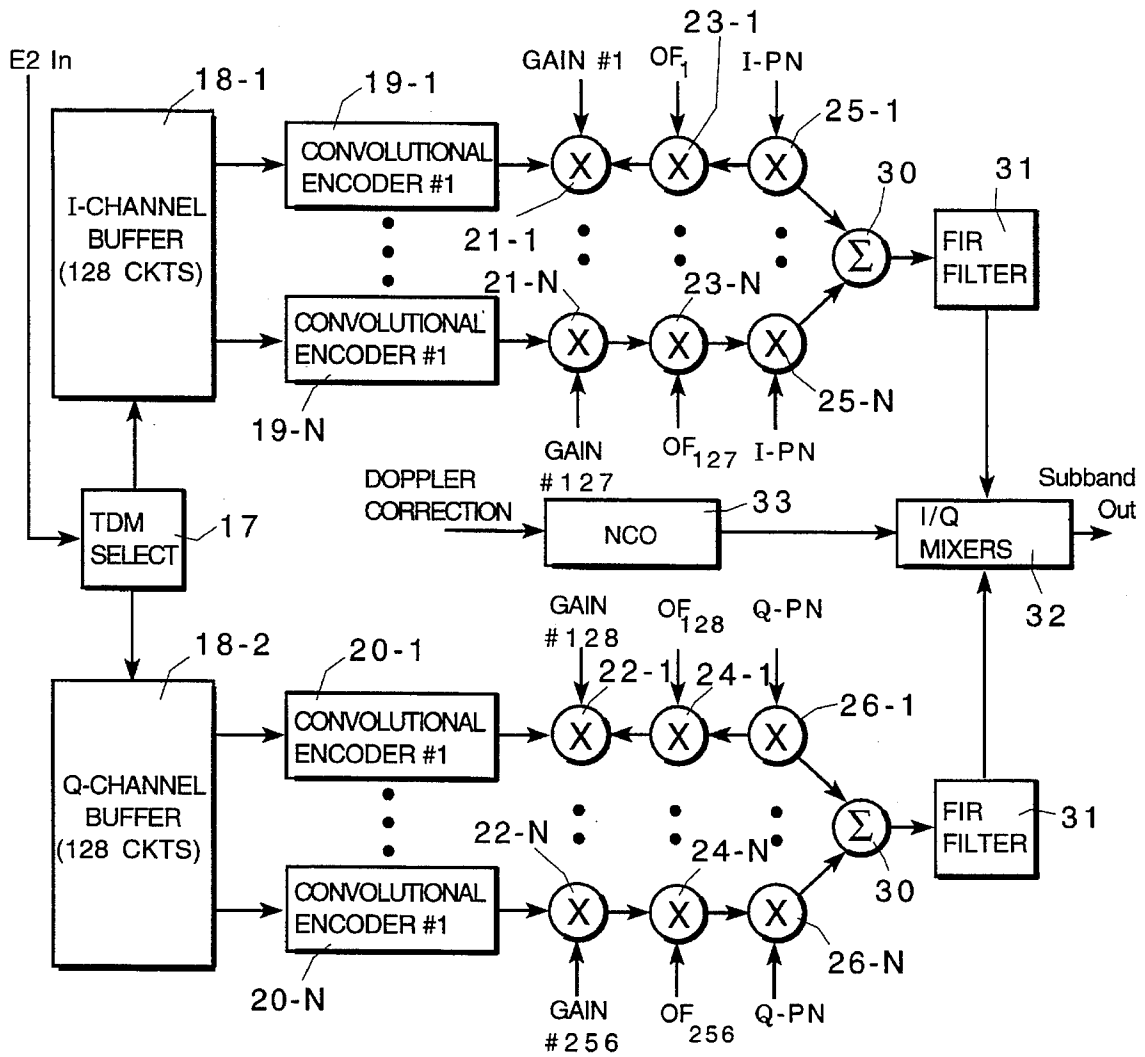 E2 In
18-1
I-CHANNEL
BUFFER
(128 CKTS)
19-1
CONVOLUTIONAL
ENCODER #1
CONVOLUTIONAL
ENCODER #1
19-N
GAIN #1
OF1
I-PN
23-1
X
X
X
25-1
21-1
21-N
23-N
X
X
X
25-N
GAIN
#127
OF127
I-PN
30
Σ
31
FIR
FILTER
TDM
SELECT
17
DOPPLER
CORRECTION
33
NCO
I/Q
MIXERS
32
Subband
Out
18-2
Q-CHANNEL
BUFFER
(128 CKTS)
20-1
CONVOLUTIONAL
ENCODER #1
CONVOLUTIONAL
ENCODER #1
20-N
GAIN
#128
OF128
Q-PN
22-1
24-1
26-1
X
X
X
22-N
24-N
X
X
X
26-N
GAIN
#256
OF256
Q-PN
Σ
30
FIR
FILTER
31